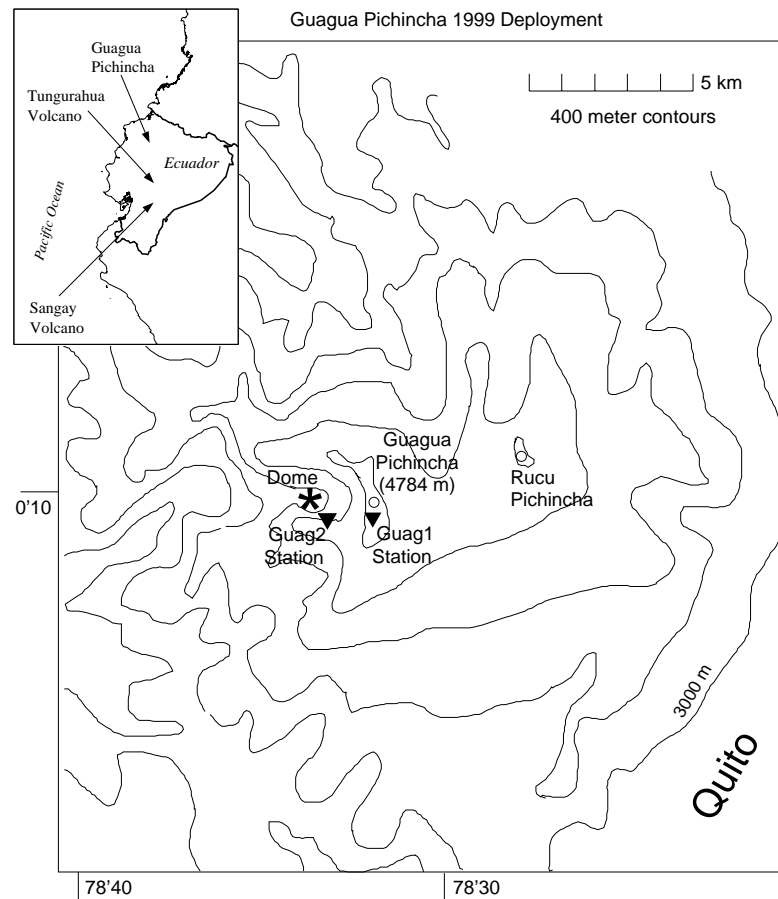 Guagua Pichincha 1999 Deployment
Guagua
Pichincha
Tungurahua
Volcano
Ecuador
Pacific Ocean
Sangay
Volcano
5 km
400 meter contours
Guagua
Pichincha
(4784 m)
Rucu
Pichincha
Dome
*
0'10
Guag2
Station
Guag1
Station
3000 m
Quito
78'40
78'30